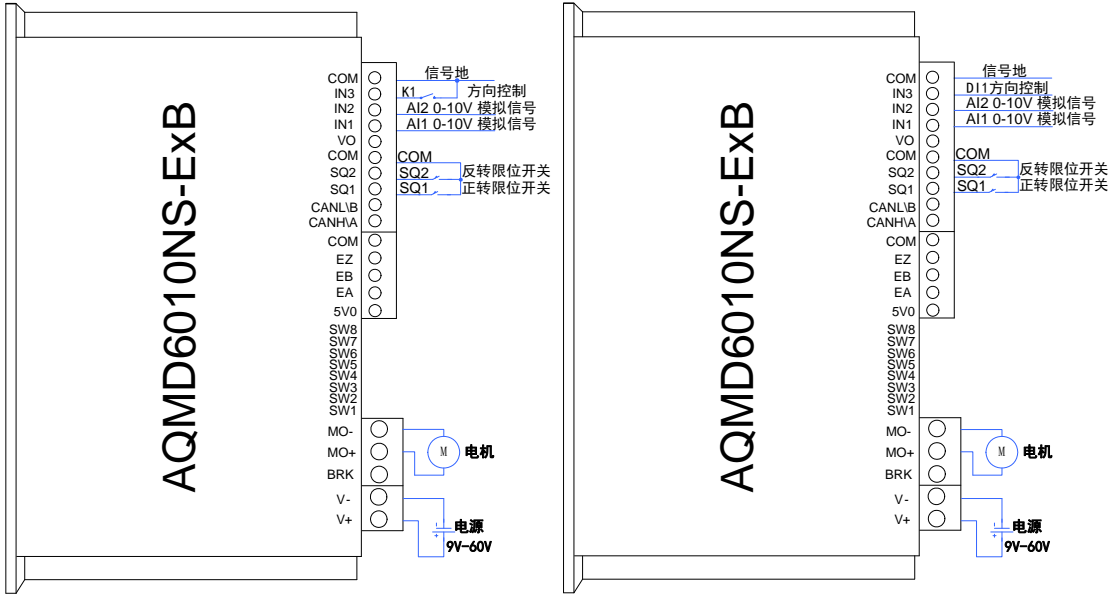 AQMD6010NS-ExB
COM 信号地
IN3 K1 方向控制
IN2 AI2 0-10V 模拟信号
IN1 AI1 0-10V 模拟信号
VO
COM COM
SQ2 SQ2 反转限位开关
SQ1 SQ1 正转限位开关
CANL\B
CANH\A
COM
EZ
EB
EA
5V0
SW8
SW7
SW6
SW5
SW4
SW3
SW2
SW1
MO-
MO+ M 电机
BRK
V-
V+ 电源
9V-60V
AQMD6010NS-ExB
COM 信号地
IN3 DI1方向控制
IN2 AI2 0-10V 模拟信号
IN1 AI1 0-10V 模拟信号
VO
COM COM
SQ2 SQ2 反转限位开关
SQ1 SQ1 正转限位开关
CANL\B
CANH\A
COM
EZ
EB
EA
5V0
SW8
SW7
SW6
SW5
SW4
SW3
SW2
SW1
MO-
MO+ M 电机
BRK
V-
V+ 电源
9V-60V